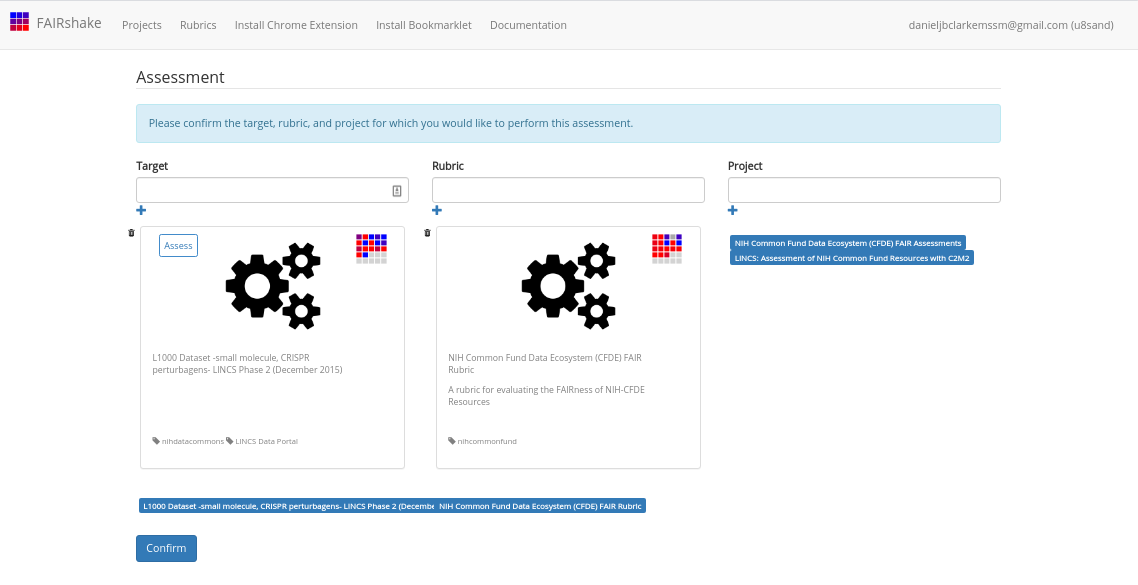 FAIRshake Projects Rubrics Install Chrome Extension Install Bookmarklet Documentation danieljbclarkemssm@gmail.com (u8sand)
Assessment
Please confirm the target, rubric, and project for which you would like to perform this assessment.
Target Rubric Project
Assess
NIH Common Fund Data Ecosystem (CFDE) FAIR Assessments
LINCS: Assessment of NIH Common Fund Resources with C2M2
L1000 Dataset -small molecule, CRISPR
perturbagens- LINCS Phase 2 (December 2015)
nihdatacommons LINCS Data Portal
NIH Common Fund Data Ecosystem (CFDE) FAIR
Rubric
A rubric for evaluating the FAIRness of NIH-CFDE
Resources
nihcommonfund
L1000 Dataset -small molecule, CRISPR perturbagens- LINCS Phase 2 (Decembe NIH Common Fund Data Ecosystem (CFDE) FAIR Rubric
Confirm